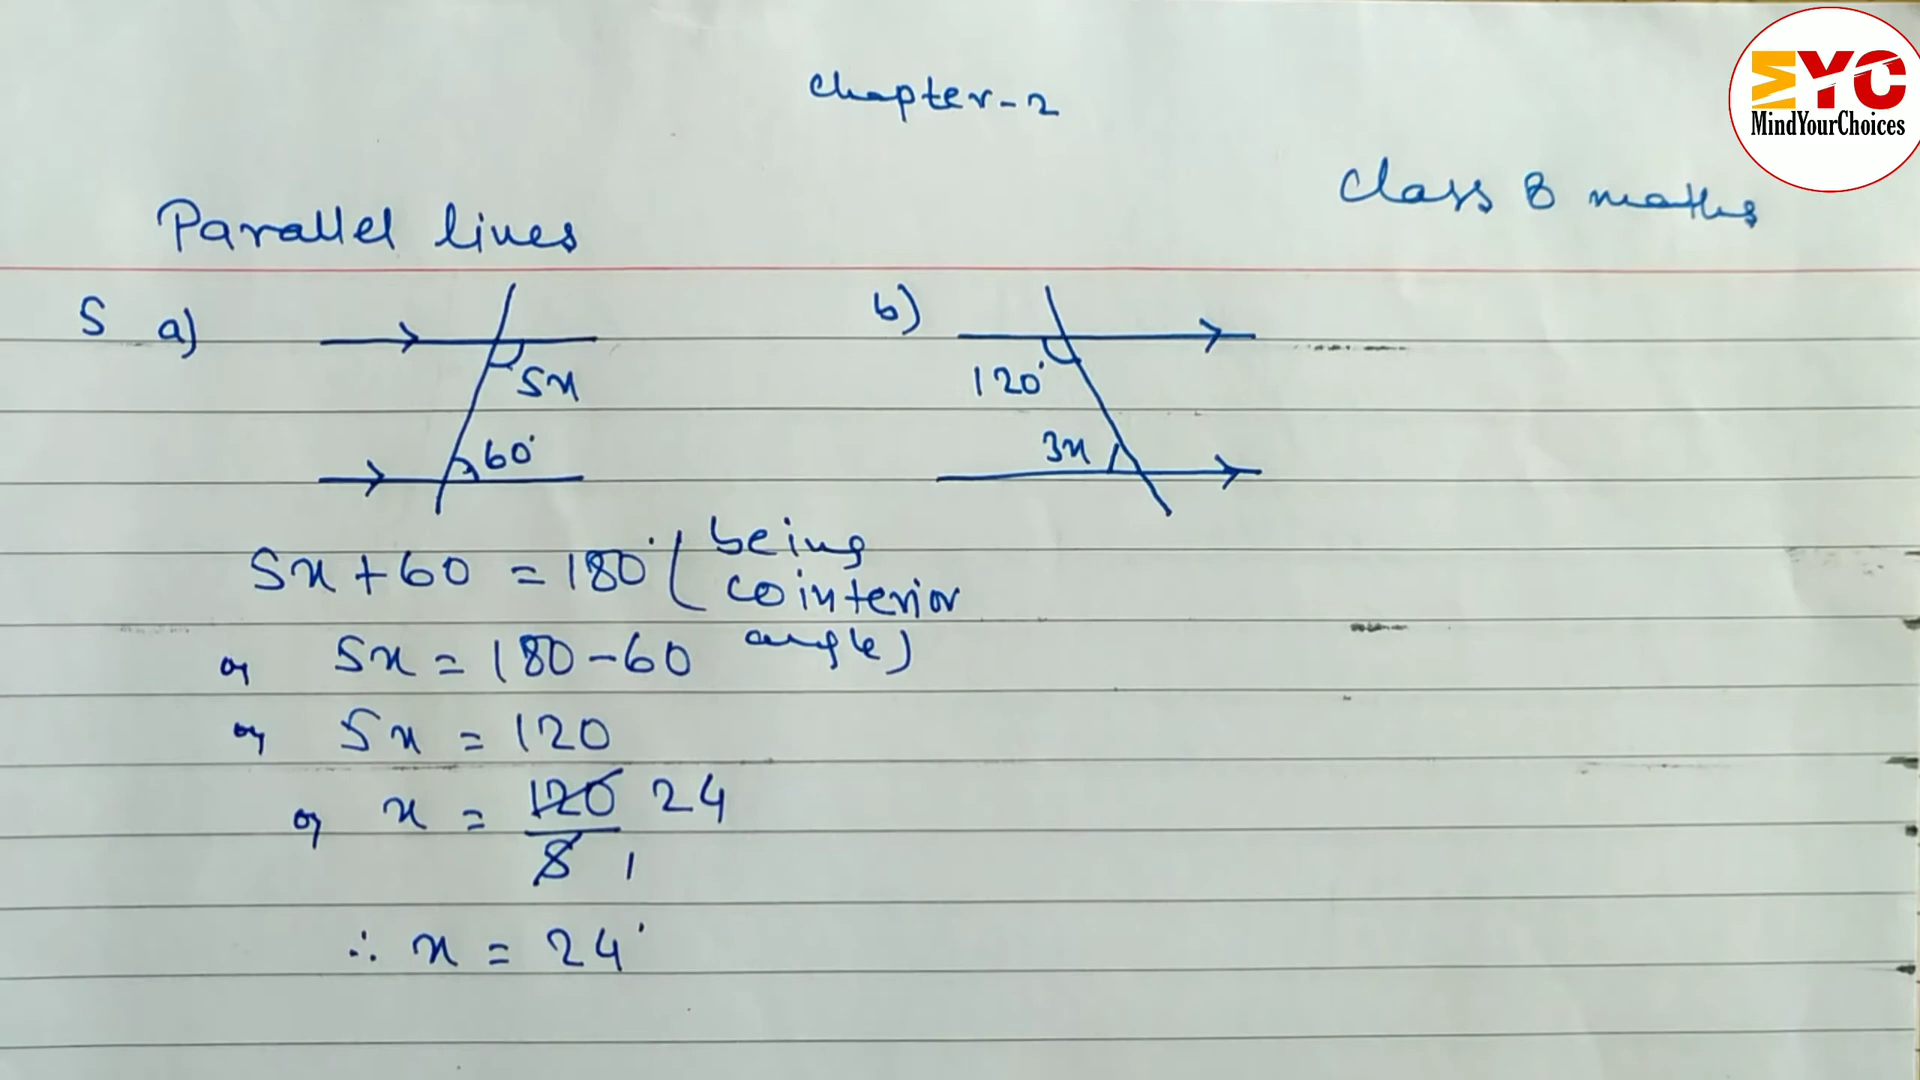 chapter-2
MYC
MindYourChoices
Class 8 maths
Parallel lines
5 a)
5x
60°
b)
120°
3x
5x+60 = 180° (being cointerior angle)
or 5x = 180-60
or 5x = 120
or x = 120/5 24 1
∴ x = 24°